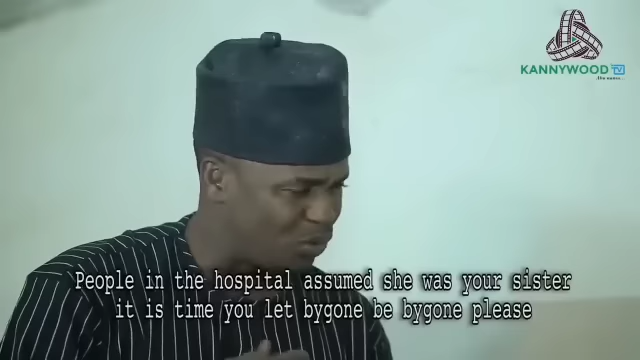 KANNYWOOD TV
People in the hospital assumed she was your sister
it is time you let bygone be bygone please